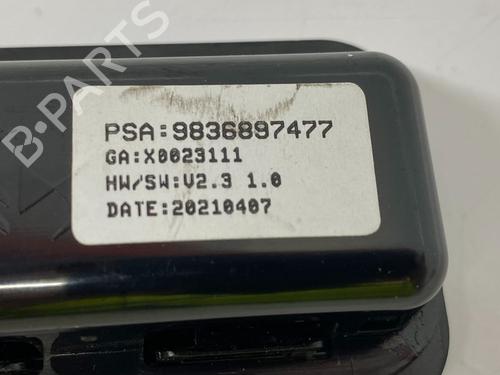 B-PARTS
PSA:9836897477
GA:X0023111
HW/SW:V2.3 1.0
DATE:20210407